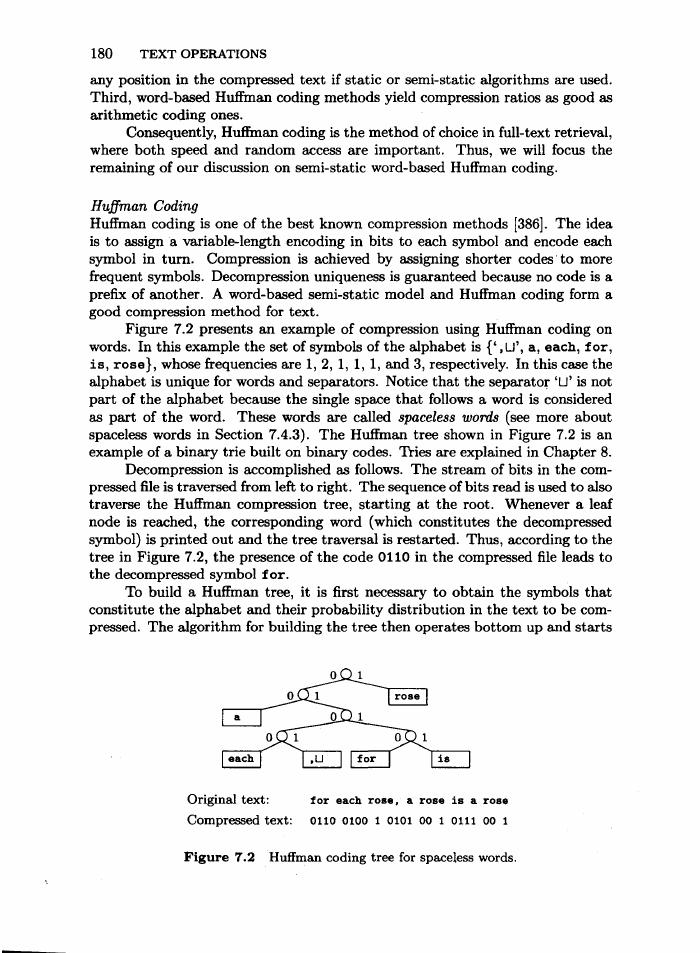 180 TEXT OPERATIONS
any position in the compressed text if static or semi-static algorithms are used.
Third, word-based Huffman coding methods yield compression ratios as good as
arithmetic coding ones.
Consequently, Huffman coding is the method of choice in full-text retrieval,
where both speed and random access are important. Thus, we will focus the
remaining of our discussion on semi-static word-based Huffman coding.
Huffman Coding
Huffman coding is one of the best known compression methods [386]. The idea
is to assign a variable-length encoding in bits to each symbol and encode each
symbol in turn. Compression is achieved by assigning shorter codes to more
frequent symbols. Decompression uniqueness is guaranteed because no code is a
prefix of another. A word-based semi-static model and Huffman coding form a
good compression method for text.
Figure 7.2 presents an example of compression using Huffman coding on
words. In this example the set of symbols of the alphabet is {‘,⊔’, a, each, for,
is, rose}, whose frequencies are 1, 2, 1, 1, 1, and 3, respectively. In this case the
alphabet is unique for words and separators. Notice that the separator ‘⊔’ is not
part of the alphabet because the single space that follows a word is considered
as part of the word. These words are called spaceless words (see more about
spaceless words in Section 7.4.3). The Huffman tree shown in Figure 7.2 is an
example of a binary trie built on binary codes. Tries are explained in Chapter 8.
Decompression is accomplished as follows. The stream of bits in the com-
pressed file is traversed from left to right. The sequence of bits read is used to also
traverse the Huffman compression tree, starting at the root. Whenever a leaf
node is reached, the corresponding word (which constitutes the decompressed
symbol) is printed out and the tree traversal is restarted. Thus, according to the
tree in Figure 7.2, the presence of the code 0110 in the compressed file leads to
the decompressed symbol for.
To build a Huffman tree, it is first necessary to obtain the symbols that
constitute the alphabet and their probability distribution in the text to be com-
pressed. The algorithm for building the tree then operates bottom up and starts
0 1
0 1 rose
a 0 1
0 1 0 1
each ,⊔ for is
Original text: for each rose, a rose is a rose
Compressed text: 0110 0100 1 0101 00 1 0111 00 1
Figure 7.2 Huffman coding tree for spaceless words.